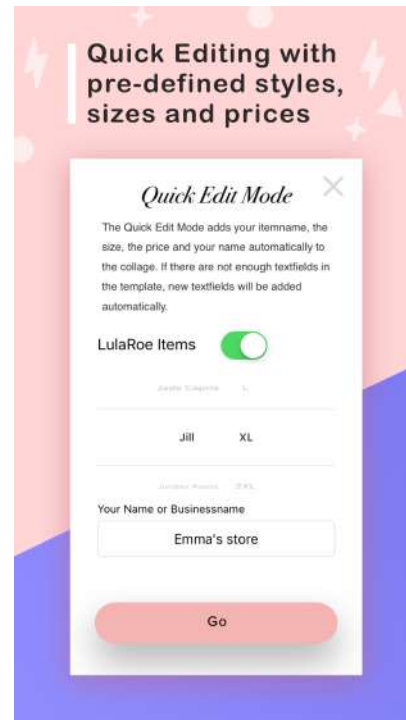 Quick Editing with
pre-defined styles,
sizes and prices
Quick Edit Mode
The Quick Edit Mode adds your itemname, the
size, the price and your name automatically to
the collage. If there are not enough textfields in
the template, new textfields will be added
automatically.
LulaRoe Items
L
Jill XL
2XL
Your Name or Businessname
Emma's store
Go